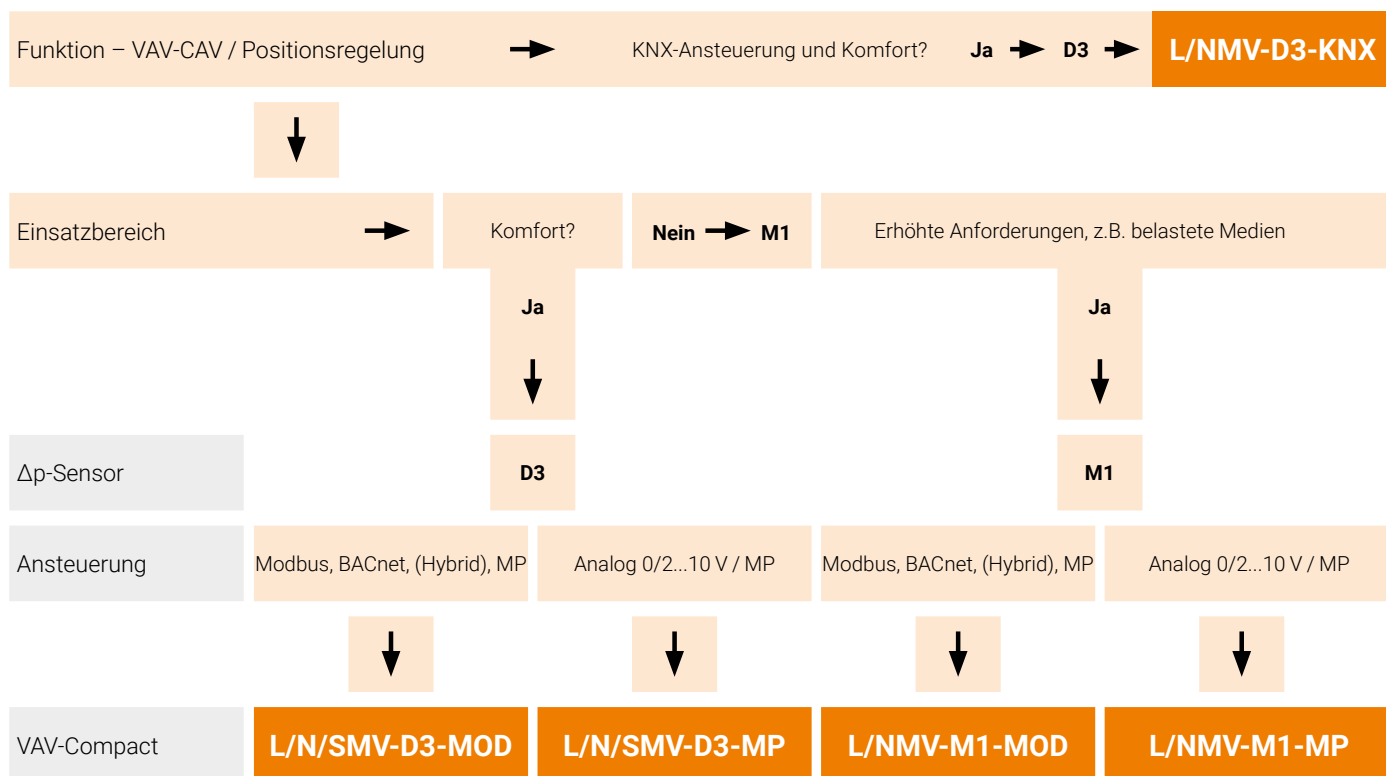 Funktion – VAV-CAV / Positionsregelung
KNX-Ansteuerung und Komfort?
Ja
D3
L/NMV-D3-KNX
Einsatzbereich
Komfort?
Nein
M1
Erhöhte Anforderungen, z.B. belastete Medien
Ja
Ja
Δp-Sensor
D3
M1
Ansteuerung
Modbus, BACnet, (Hybrid), MP
Analog 0/2...10 V / MP
Modbus, BACnet, (Hybrid), MP
Analog 0/2...10 V / MP
VAV-Compact
L/N/SMV-D3-MOD
L/N/SMV-D3-MP
L/NMV-M1-MOD
L/NMV-M1-MP